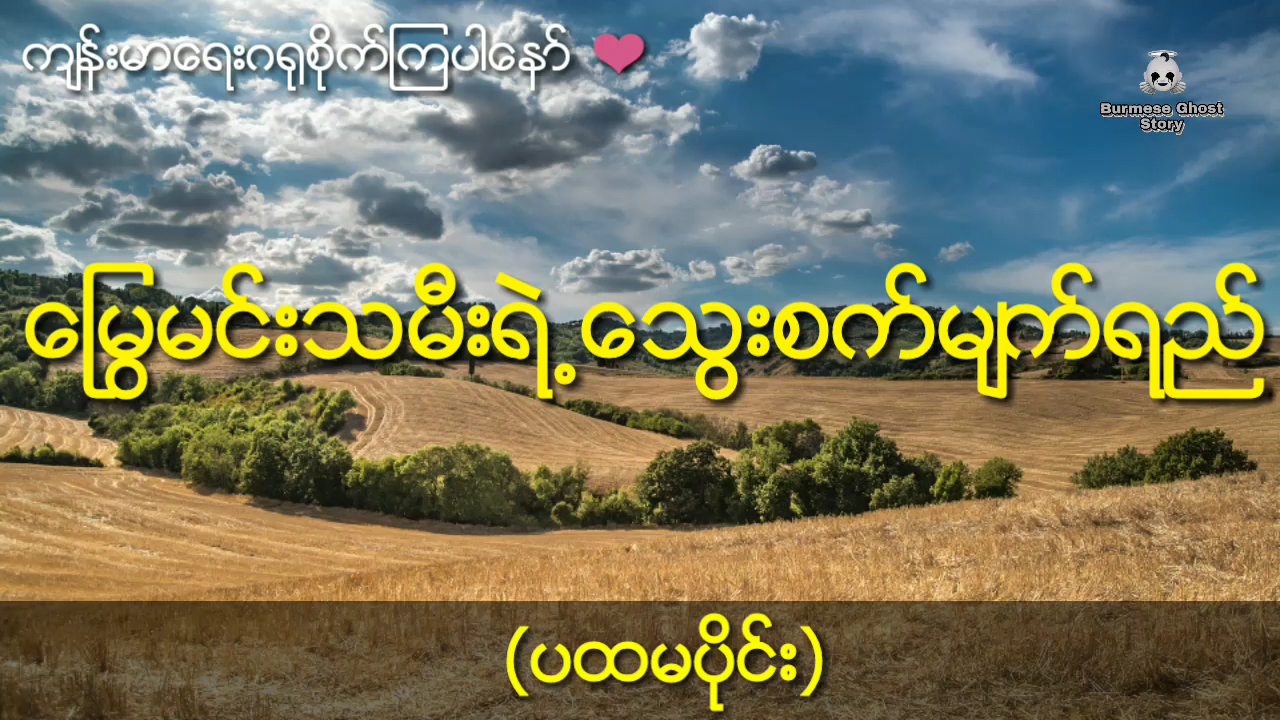 ကျန်းမာရေးဂရုစိုက်ကြပါနော် ❤
Burmese Ghost
Story
မြွေမင်းသမီးရဲ့ သွေးစက်မျက်ရည်
(ပထမပိုင်း)